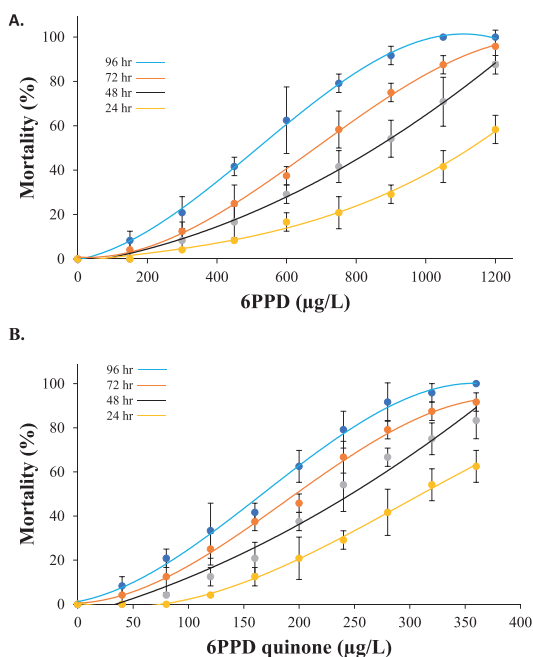 A.
100
80
60
40
20
0
Mortality (%)
96 hr
72 hr
48 hr
24 hr
0 200 400 600 800 1000 1200
6PPD (µg/L)
B.
100
80
60
40
20
0
Mortality (%)
96 hr
72 hr
48 hr
24 hr
0 50 100 150 200 250 300 350 400
6PPD quinone (µg/L)